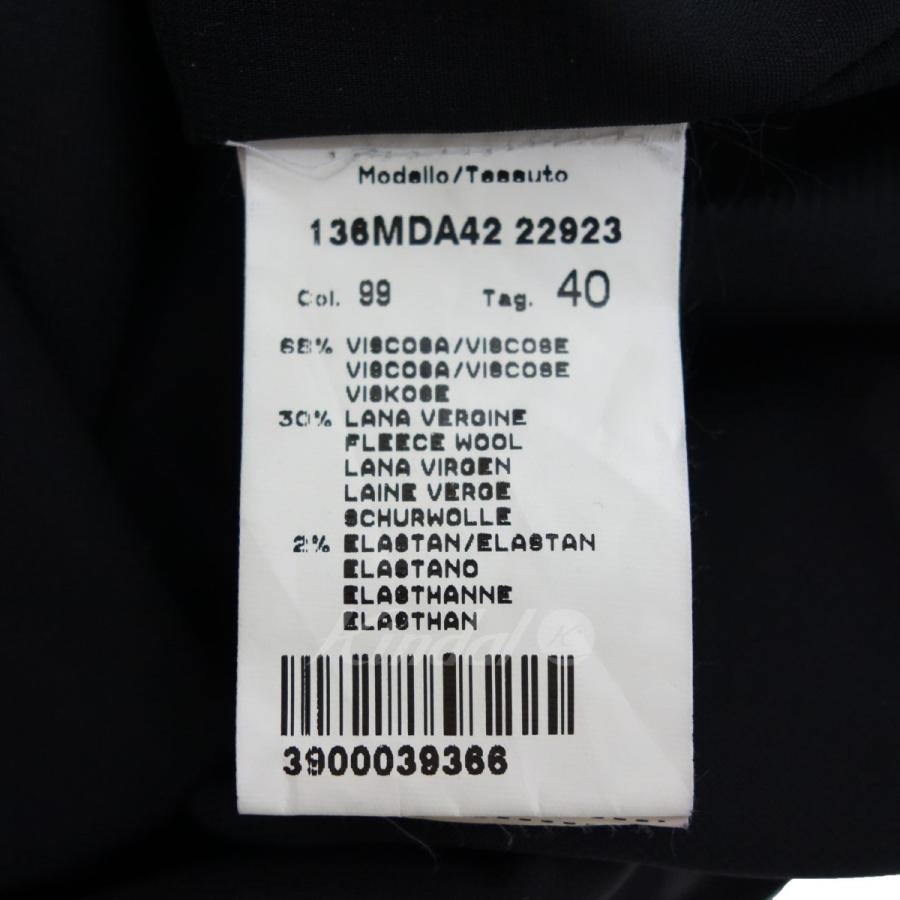 Modello/Tessuto
136MDA42 22923
Col. 99 Tag. 40
68% VISCOSA/VISCOSE
VISCOSA/VISCOSE
VISKOSE
30% LANA VERGINE
FLEECE WOOL
LANA VIRGEN
LAINE VERGE
SCHURWOLLE
2% ELASTAN/ELASTAN
ELASTANO
ELASTHANNE
ELASTHAN
Kindal
3900039366